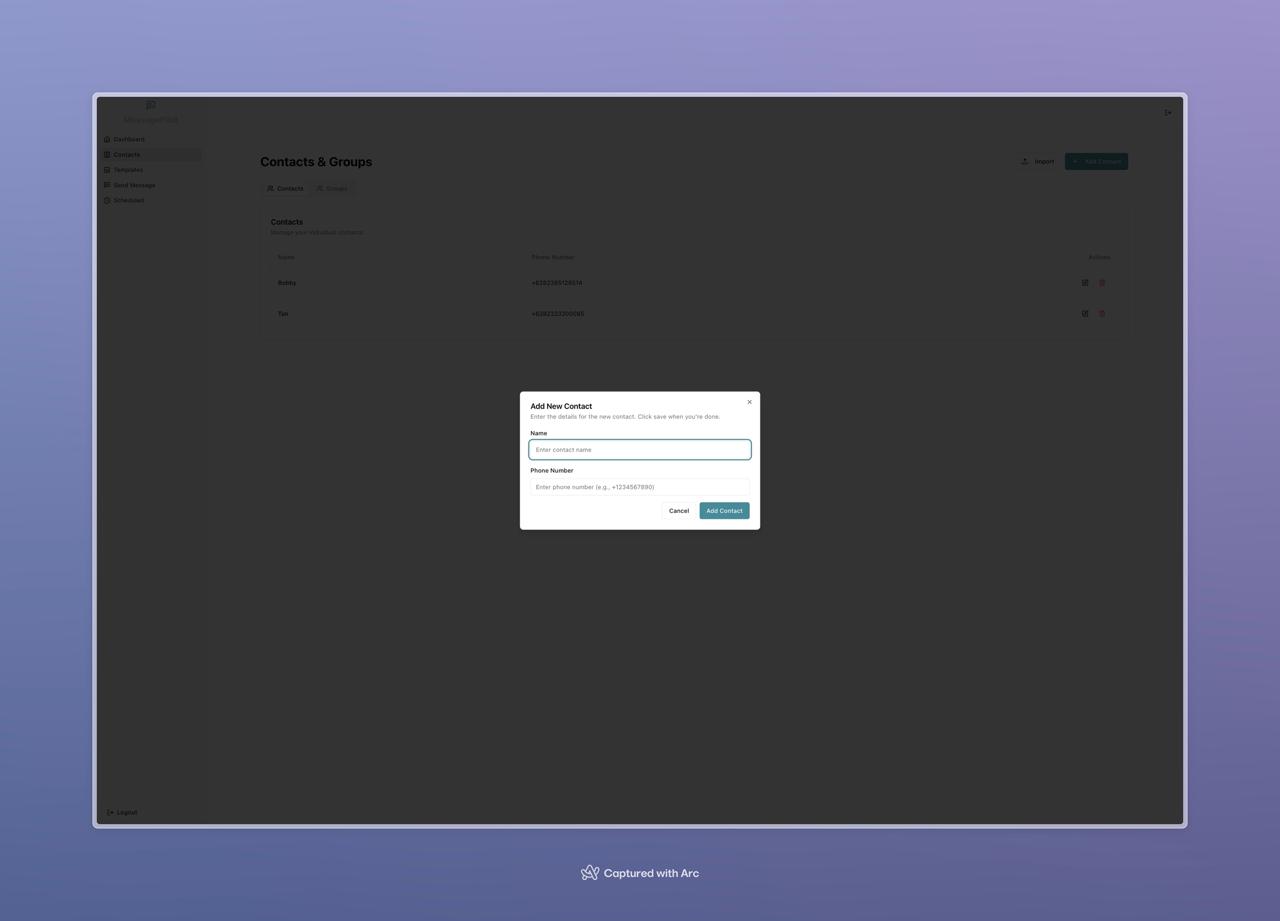 MessagePilot
Dashboard
Contacts
Templates
Send Message
Scheduled
Logout
Contacts & Groups
Import
Add Contact
Contacts
Groups
Contacts
Manage your individual contacts.
Name Phone Number Actions
Bobby
Tan
Add New Contact
Enter the details for the new contact. Click save when you're done.
Name
Enter contact name
Phone Number
Enter phone number (e.g., +1234567890)
Cancel
Add Contact
Captured with Arc